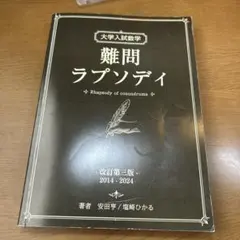 大学入試数学
難問
ラプソディ
Rhapsody of conundrums
- 改訂第三版 -
2014 - 2024
著者 安田亨/塩崎ひかる